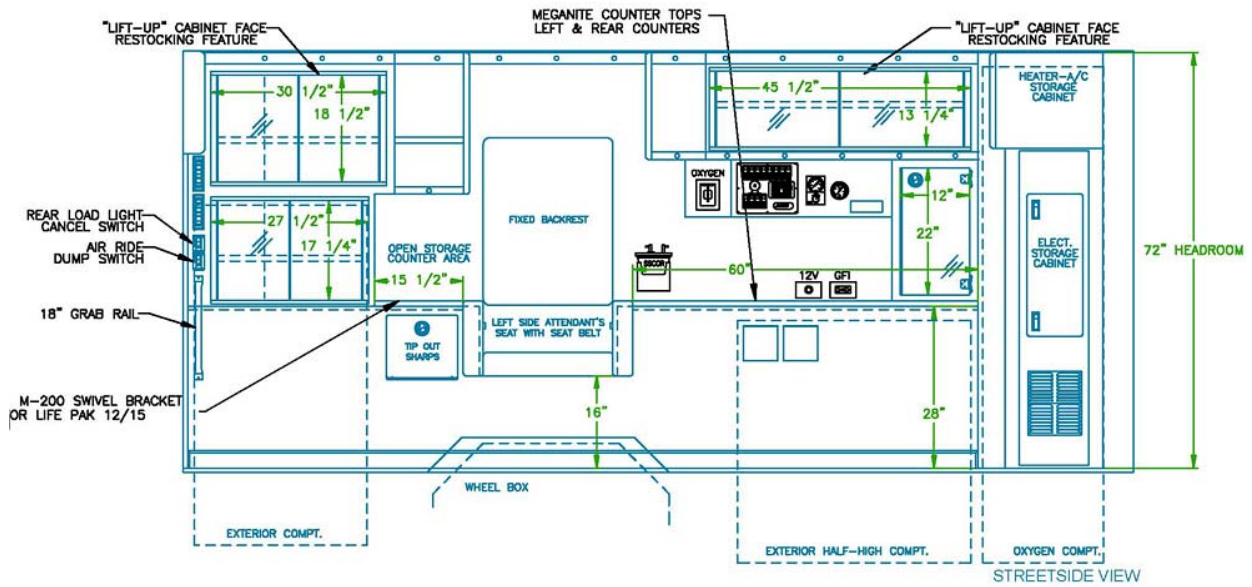 "LIFT-UP" CABINET FACE
RESTOCKING FEATURE
MEGANITE COUNTER TOPS
LEFT & REAR COUNTERS
"LIFT-UP" CABINET FACE
RESTOCKING FEATURE
HEATER-A/C
STORAGE
CABINET
30 1/2"
18 1/2"
45 1/2"
13 1/4"
OXYGEN
12"
22"
REAR LOAD LIGHT
CANCEL SWITCH
AIR RIDE
DUMP SWITCH
27 1/2"
17 1/4"
OPEN STORAGE
COUNTER AREA
15 1/2"
FIXED BACKREST
SSCOR
60"
12V
GFI
ELECT.
STORAGE
CABINET
72" HEADROOM
18" GRAB RAIL
TIP OUT
SHARPS
LEFT SIDE ATTENDANT'S
SEAT WITH SEAT BELT
M-200 SWIVEL BRACKET
OR LIFE PAK 12/15
16"
28"
WHEEL BOX
EXTERIOR COMPT.
EXTERIOR HALF-HIGH COMPT.
OXYGEN COMPT.
STREETSIDE VIEW